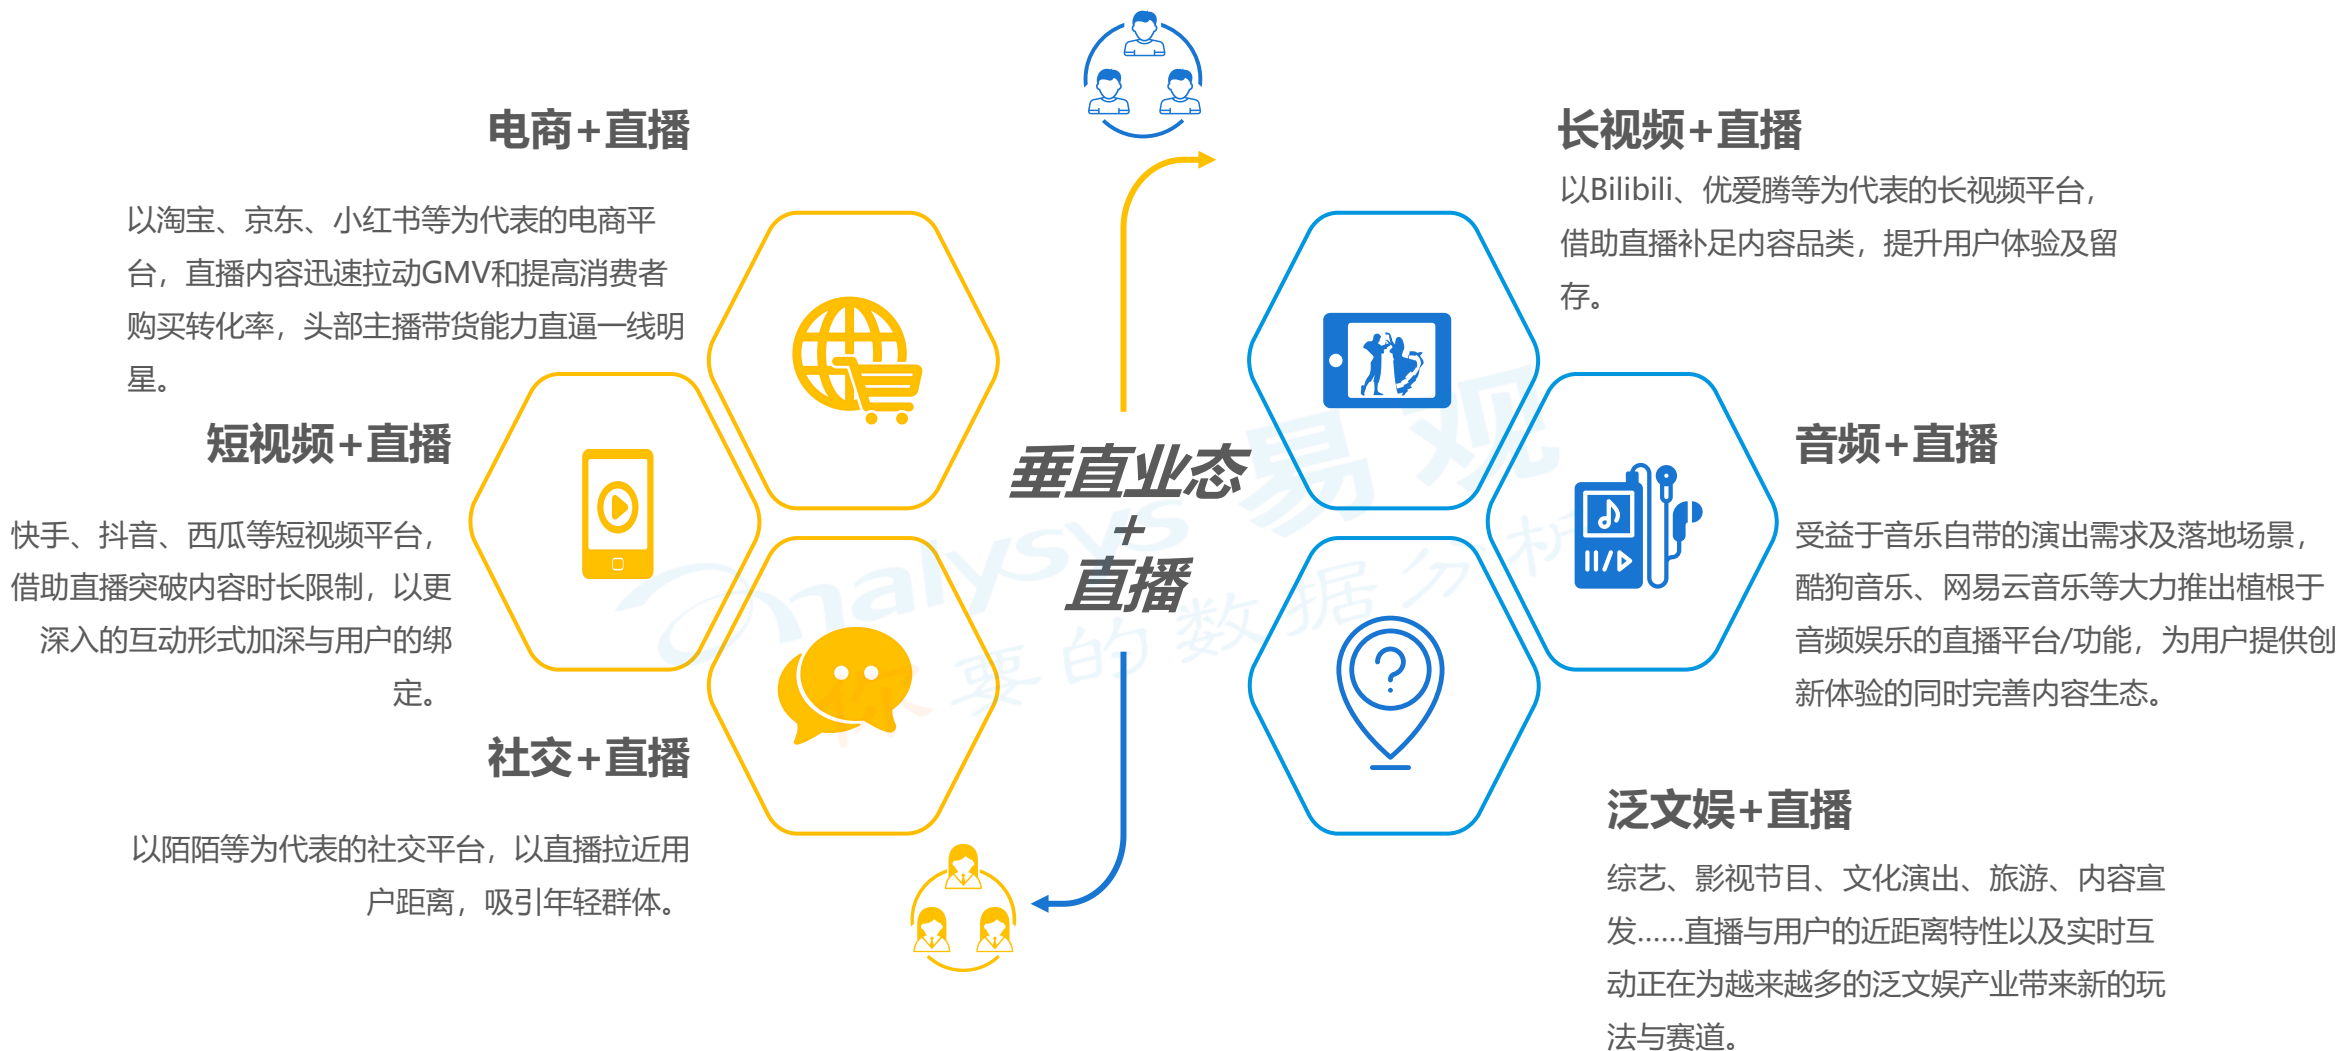 电商+直播
以淘宝、京东、小红书等为代表的电商平
台，直播内容迅速拉动GMV和提高消费者
购买转化率，头部主播带货能力直逼一线明
星。
短视频+直播
快手、抖音、西瓜等短视频平台，
借助直播突破内容时长限制，以更
深入的互动形式加深与用户的绑
定。
社交+直播
以陌陌等为代表的社交平台，以直播拉近用
户距离，吸引年轻群体。
垂直业态
+
直播
长视频+直播
以Bilibili、优爱腾等为代表的长视频平台，
借助直播补足内容品类，提升用户体验及留
存。
音频+直播
受益于音乐自带的演出需求及落地场景，
酷狗音乐、网易云音乐等大力推出植根于
音频娱乐的直播平台/功能，为用户提供创
新体验的同时完善内容生态。
泛文娱+直播
综艺、影视节目、文化演出、旅游、内容宣
发......直播与用户的近距离特性以及实时互
动正在为越来越多的泛文娱产业带来新的玩
法与赛道。
analysys 易观
你要的数据分析